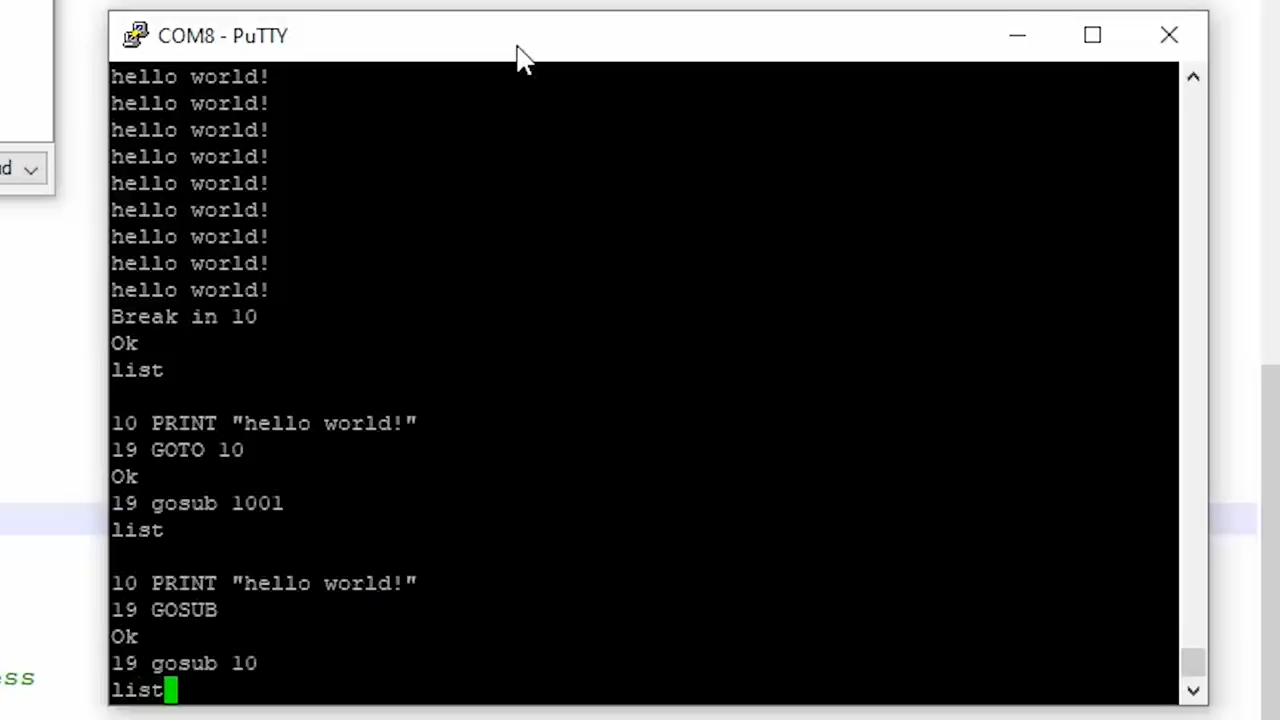 COM8 - PuTTY
hello world!
hello world!
hello world!
hello world!
hello world!
hello world!
hello world!
hello world!
hello world!
Break in 10
Ok
list
10 PRINT "hello world!"
19 GOTO 10
Ok
19 gosub 1001
list
10 PRINT "hello world!"
19 GOSUB
Ok
19 gosub 10
list